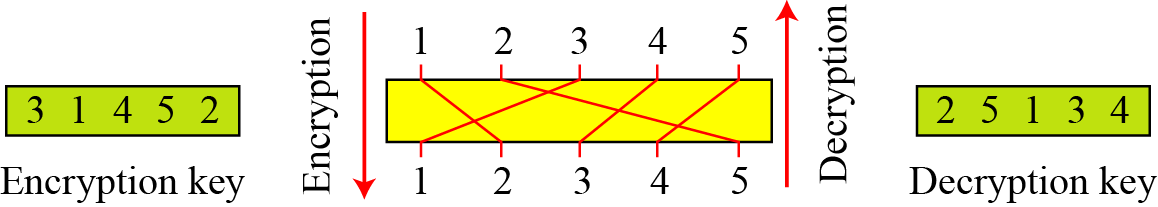 Encryption
1 2 3 4 5
Decryption
3 1 4 5 2
2 5 1 3 4
Encryption key
1 2 3 4 5
Decryption key